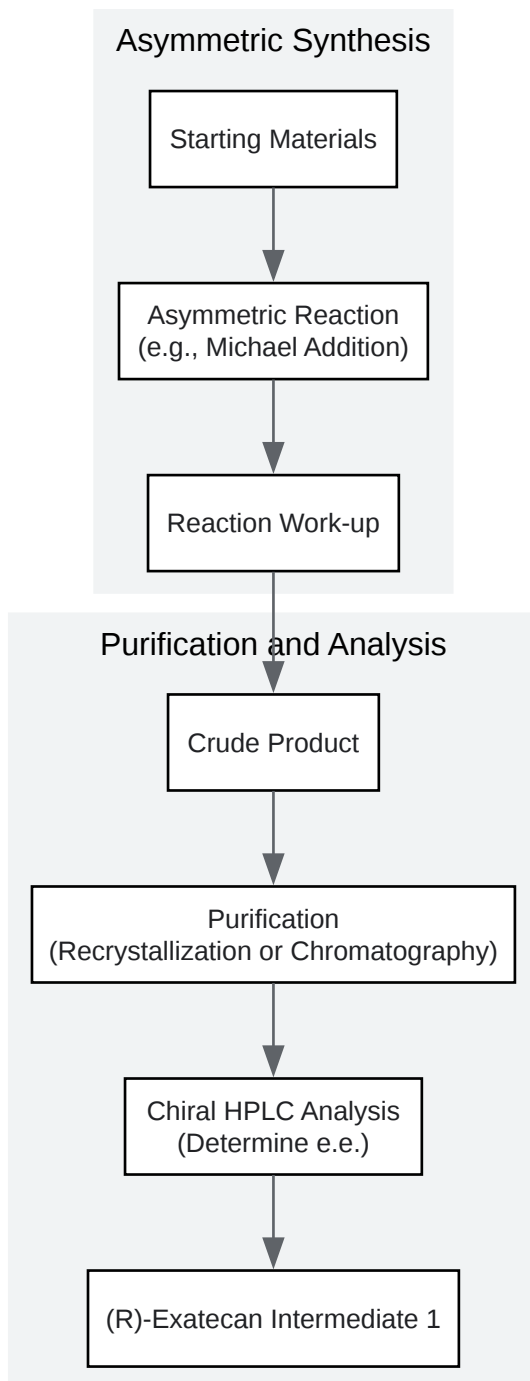 Asymmetric Synthesis
Starting Materials
Asymmetric Reaction
(e.g., Michael Addition)
Reaction Work-up
Purification and Analysis
Crude Product
Purification
(Recrystallization or Chromatography)
Chiral HPLC Analysis
(Determine e.e.)
(R)-Exatecan Intermediate 1